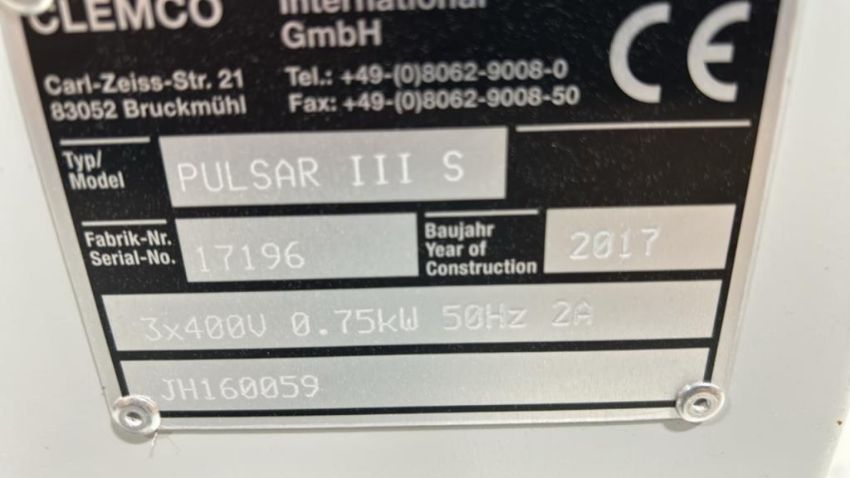 CLEMCO International
GmbH
Carl-Zeiss-Str. 21 Tel.: +49-(0)8062-9008-0
83052 Bruckmühl Fax: +49-(0)8062-9008-50
CE
Typ/
Model PULSAR III S
Fabrik-Nr.
Serial-No. 17196
Baujahr
Year of
Construction 2017
3x400V 0.75kW 50Hz 2A
JH160059